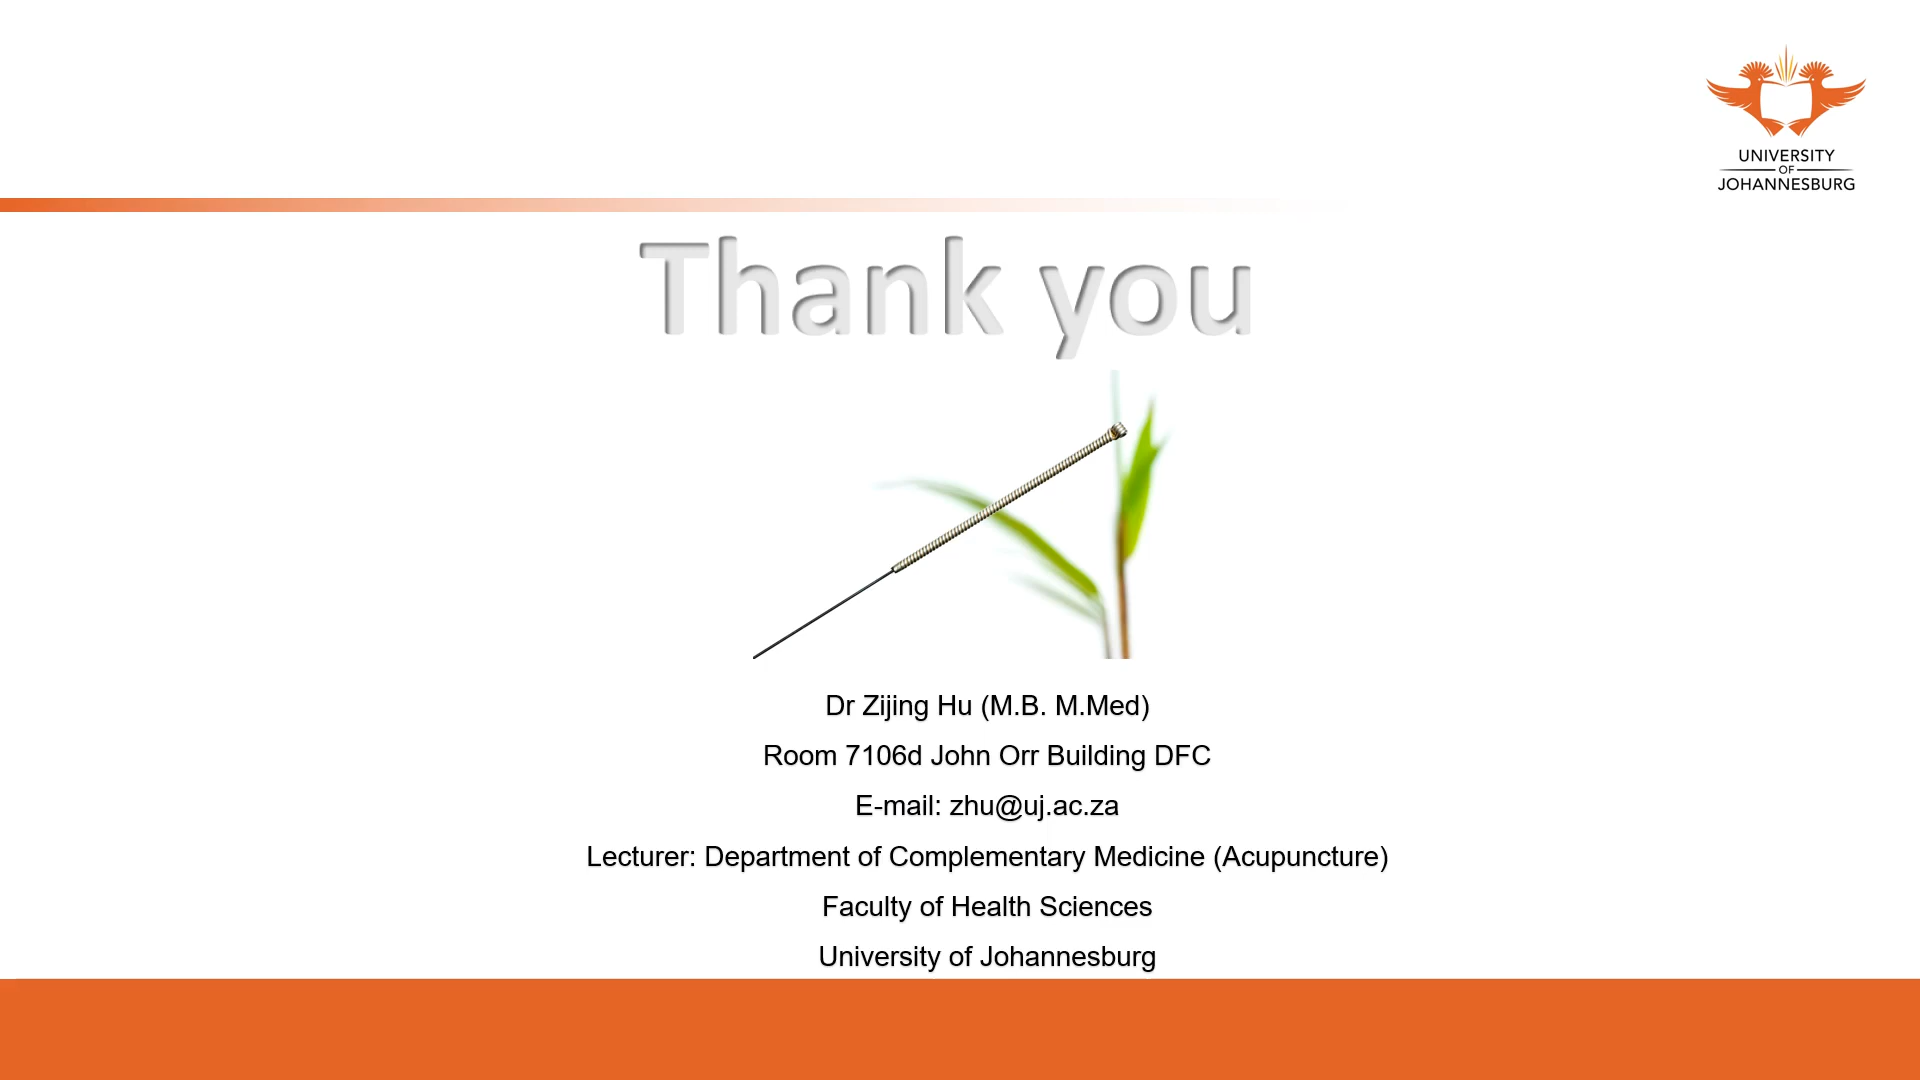 UNIVERSITY
OF
JOHANNESBURG
Thank you
Dr Zijing Hu (M.B. M.Med)
Room 7106d John Orr Building DFC
E-mail: zhu@uj.ac.za
Lecturer: Department of Complementary Medicine (Acupuncture)
Faculty of Health Sciences
University of Johannesburg